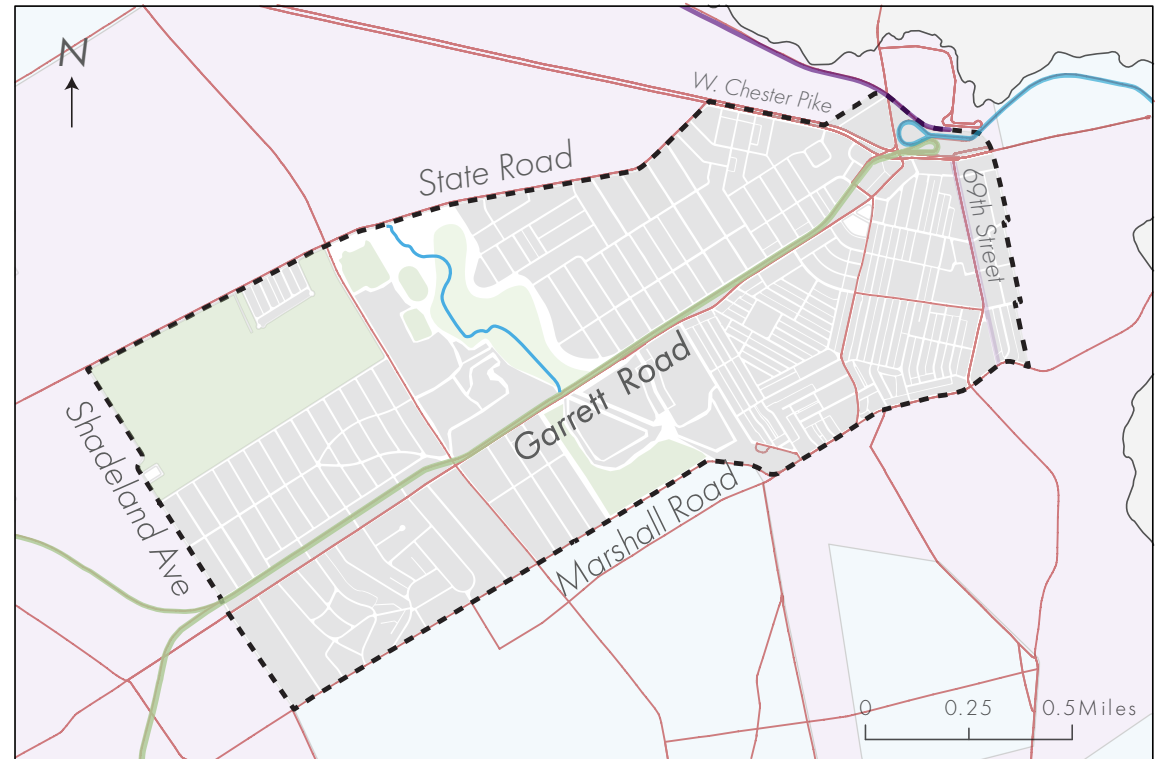 N
W. Chester Pike
State Road
69th Street
Garrett Road
Shadeland Ave
Marshall Road
0 0.25 0.5Miles